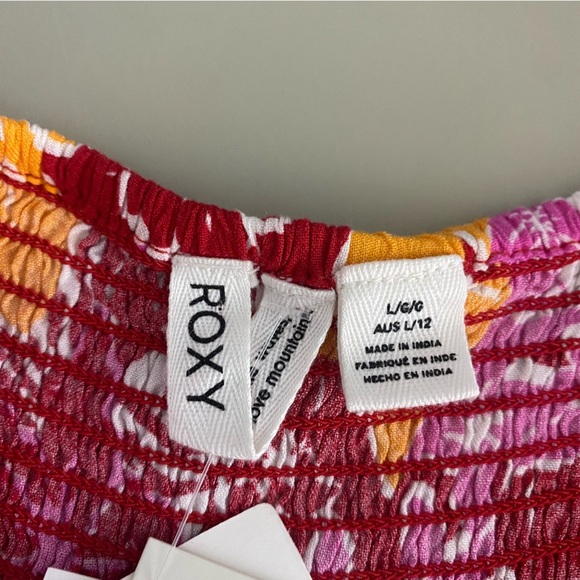 ROXY
love mountains
L/G/G
AUS L/12
MADE IN INDIA
FABRIQUÉ EN INDE
HECHO EN INDIA